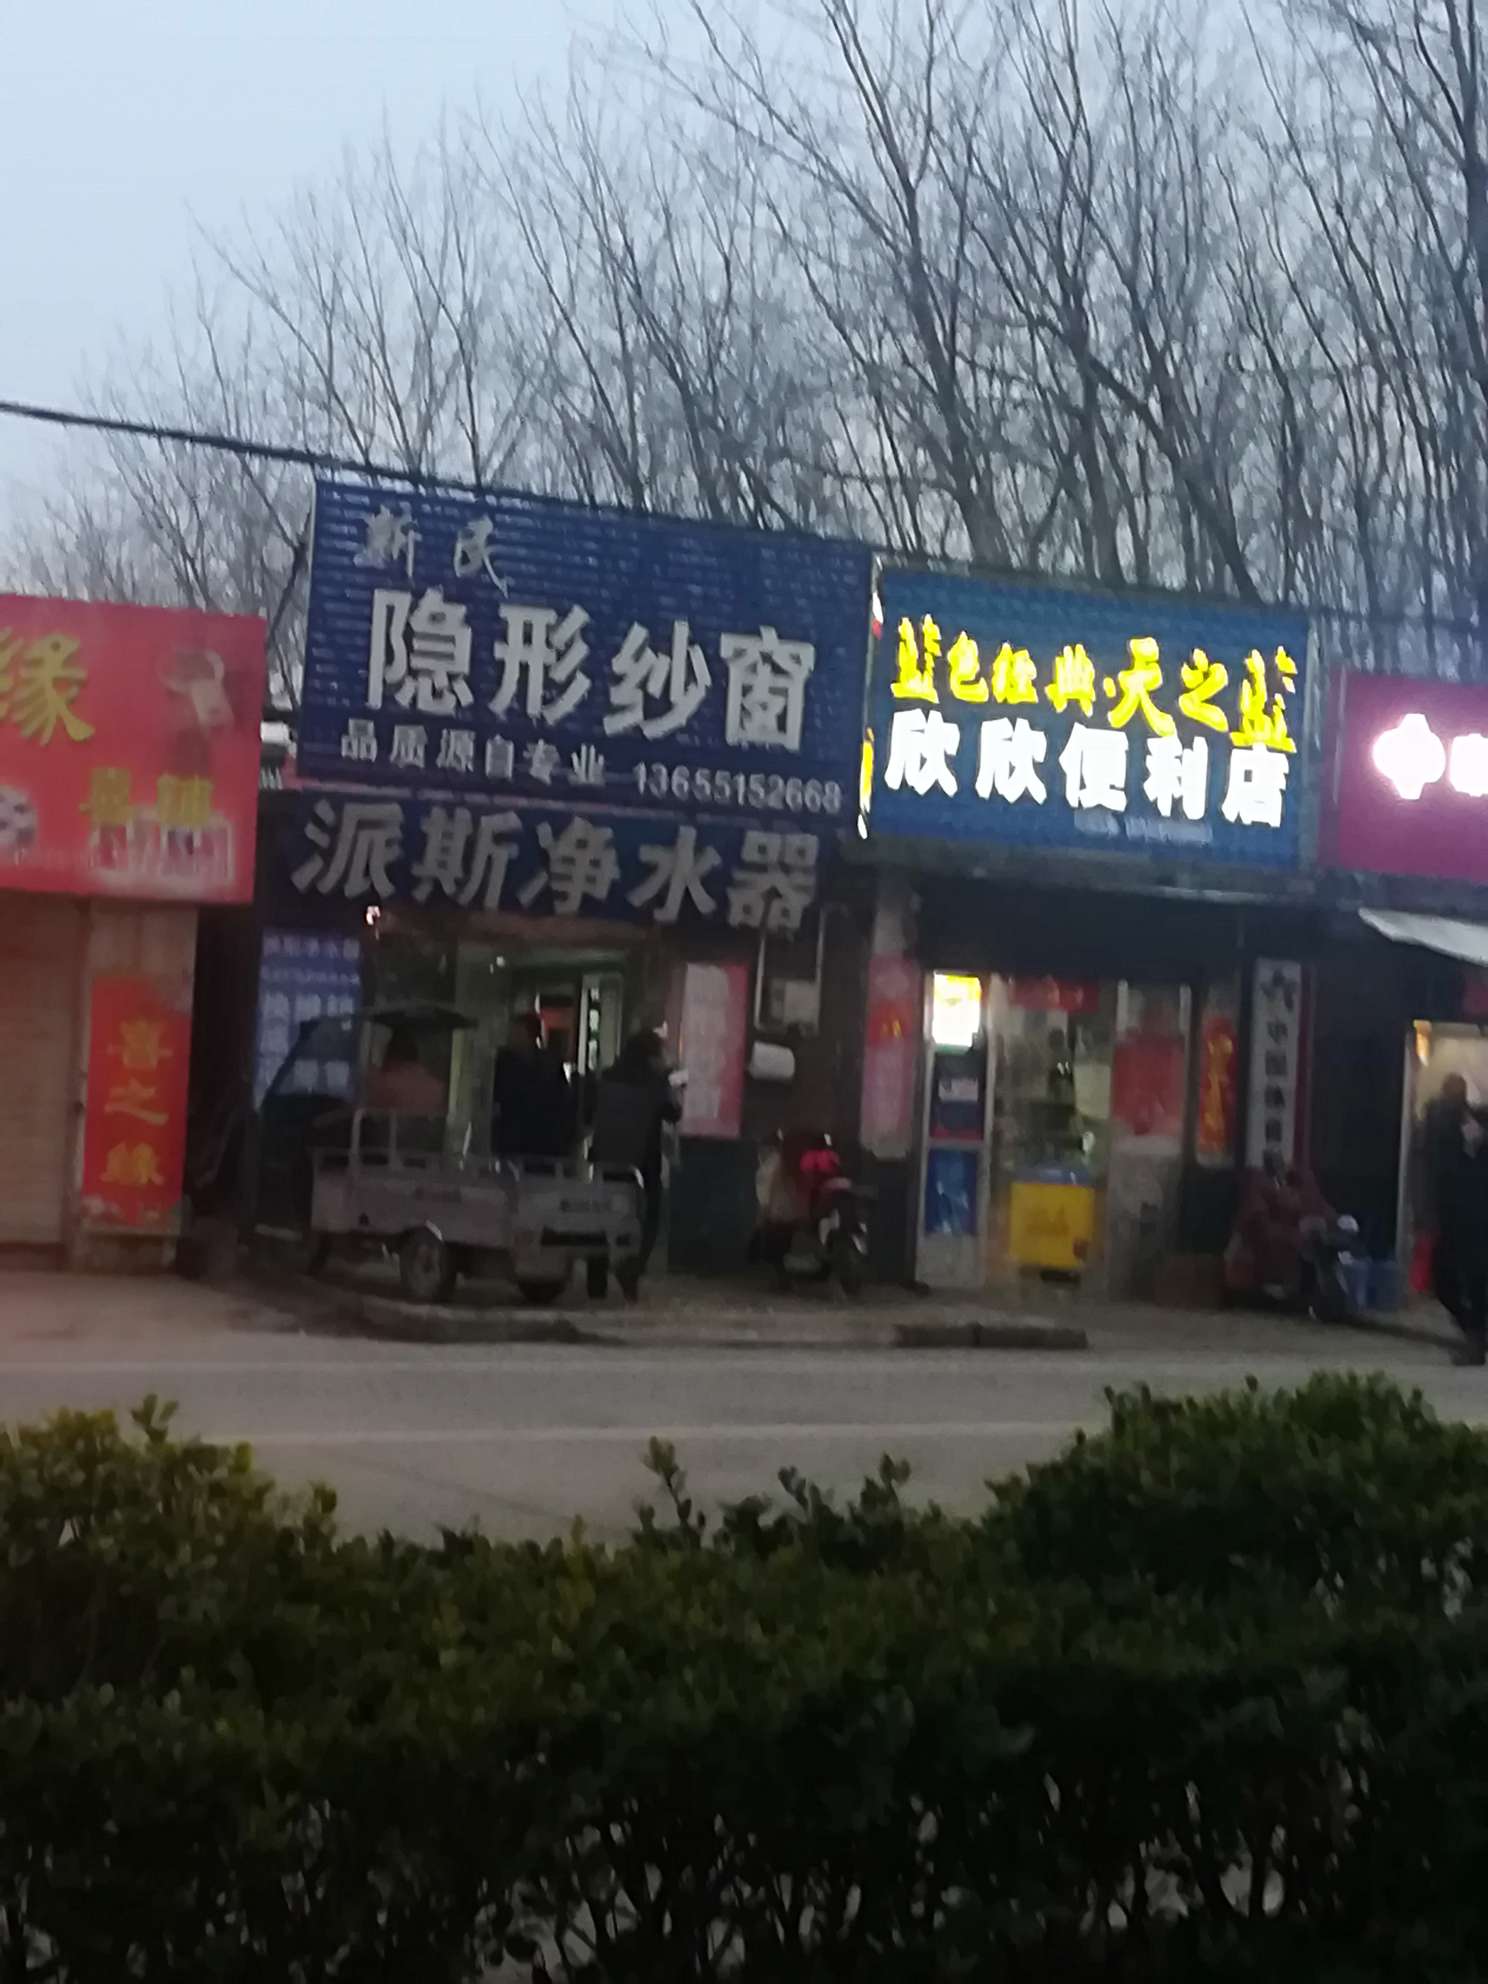 缘
喜之缘
新民
隐形纱窗
品质源自专业 13655152668
派斯净水器
蓝色经典·天之蓝
欣欣便利店